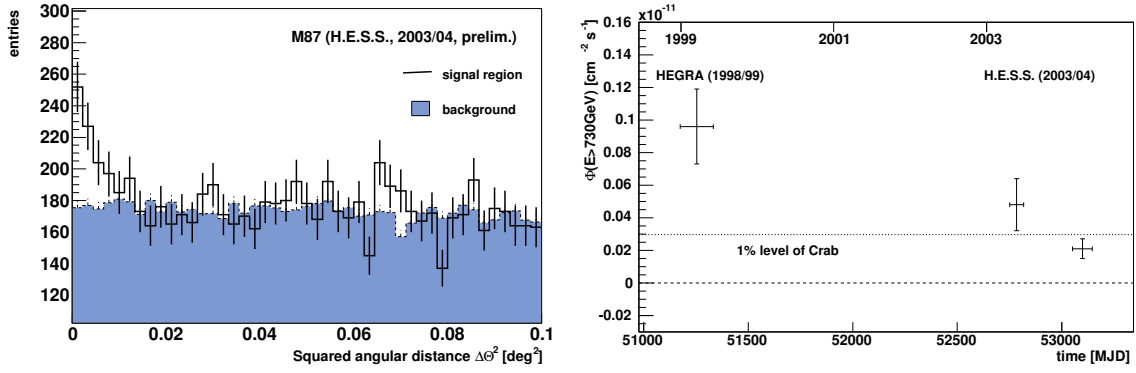 entries
300
280
260
240
220
200
180
160
140
120
M87 (H.E.S.S., 2003/04, prelim.)
signal region
background
0 0.02 0.04 0.06 0.08 0.1
Squared angular distance ΔΘ² [deg²]
x10⁻¹¹
Φ(E>730GeV) [cm⁻² s⁻¹]
0.16
0.14
0.12
0.1
0.08
0.06
0.04
0.02
0
-0.02
1999 2001 2003
HEGRA (1998/99) H.E.S.S. (2003/04)
1% level of Crab
51000 51500 52000 52500 53000
time [MJD]